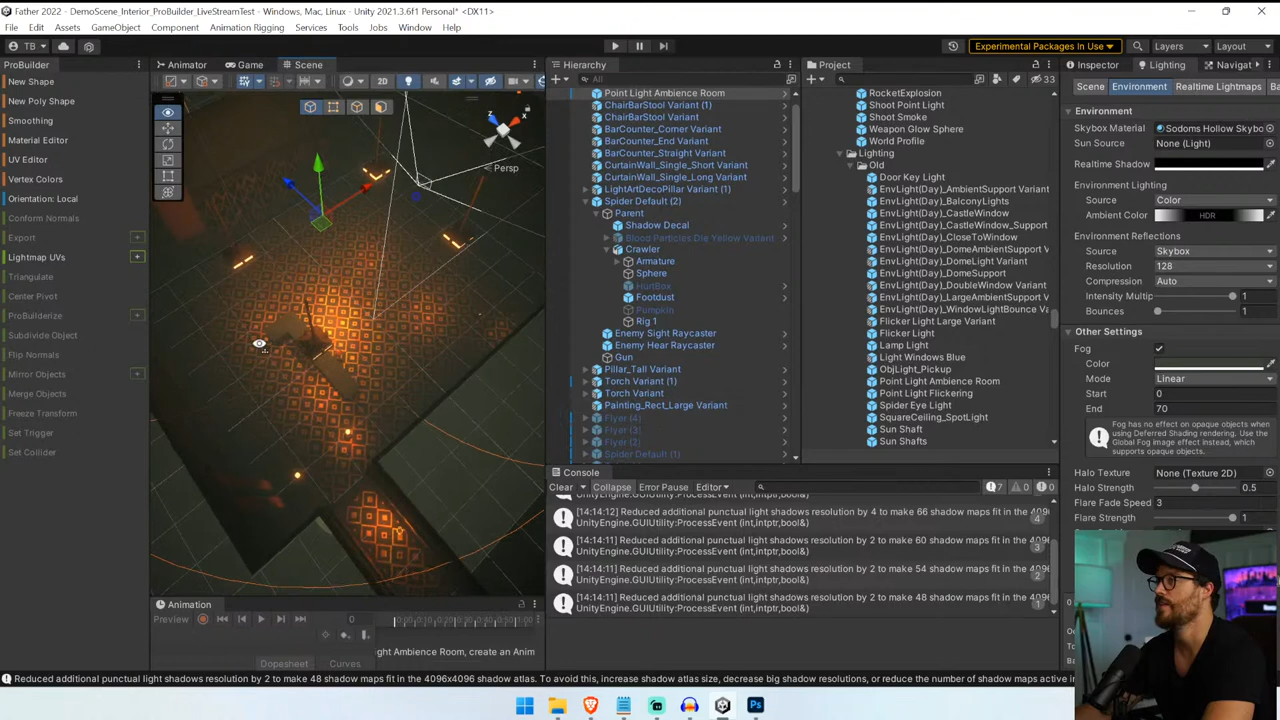 Father 2022 - DemoScene_Interior_ProBuilder_LiveStreamTest - Windows, Mac, Linux - Unity 2021.3.6f1 Personal* <DX11>
File Edit Assets GameObject Component Animation Rigging Services Tools Jobs Window Help
TB Experimental Packages In Use Layers Layout
ProBuilder
New Shape
New Poly Shape
Smoothing
Material Editor
UV Editor
Vertex Colors
Orientation: Local
Conform Normals
Export
Lightmap UVs
Triangulate
Center Pivot
ProBuilderize
Subdivide Object
Flip Normals
Mirror Objects
Merge Objects
Freeze Transform
Set Trigger
Set Collider
Animator Game Scene
2D
Persp
Animation
Preview 0 0:00
Dopesheet Curves
Hierarchy
All
Point Light Ambience Room
ChairBarStool Variant (1)
ChairBarStool Variant
BarCounter_Corner Variant
BarCounter_End Variant
BarCounter_Straight Variant
CurtainWall_Single_Short Variant
CurtainWall_Single_Long Variant
LightArtDecoPillar Variant (1)
Spider Default (2)
Parent
Shadow Decal
Blood Particles Die Yellow Variant
Crawler
Armature
Sphere
HurtBox
Footdust
Pumpkin
Rig 1
Enemy Sight Raycaster
Enemy Hear Raycaster
Gun
Pillar_Tall Variant
Torch Variant (1)
Torch Variant
Painting_Rect_Large Variant
Flyer (4)
Flyer (3)
Flyer (2)
Spider Default (1)
Project
33
RocketExplosion
Shoot Point Light
Shoot Smoke
Weapon Glow Sphere
World Profile
Lighting
Old
Door Key Light
EnvLight(Day)_AmbientSupport Variant
EnvLight(Day)_BalconyLights
EnvLight(Day)_CastleWindow
EnvLight(Day)_CastleWindow_Support
EnvLight(Day)_CloseToWindow
EnvLight(Day)_DomeAmbientSupport V
EnvLight(Day)_DomeLight Variant
EnvLight(Day)_DomeSupport
EnvLight(Day)_DoubleWindow Variant
EnvLight(Day)_LargeAmbientSupport V
EnvLight(Day)_WindowLightBounce V
Flicker Light Large Variant
Flicker Light
Lamp Light
Light Windows Blue
ObjLight_Pickup
Point Light Ambience Room
Point Light Flickering
Spider Eye Light
SquareCeiling_SpotLight
Sun Shaft
Sun Shafts
Console
Clear Collapse Error Pause Editor 7 0 0
UnityEngine.GUIUtility:ProcessEvent (int,intptr,bool&)
[14:14:12] Reduced additional punctual light shadows resolution by 4 to make 66 shadow maps fit in the 4096
UnityEngine.GUIUtility:ProcessEvent (int,intptr,bool&)
4
[14:14:11] Reduced additional punctual light shadows resolution by 2 to make 60 shadow maps fit in the 4096
UnityEngine.GUIUtility:ProcessEvent (int,intptr,bool&)
3
[14:14:11] Reduced additional punctual light shadows resolution by 2 to make 54 shadow maps fit in the 4096
UnityEngine.GUIUtility:ProcessEvent (int,intptr,bool&)
2
[14:14:11] Reduced additional punctual light shadows resolution by 2 to make 48 shadow maps fit in the 4096
UnityEngine.GUIUtility:ProcessEvent (int,intptr,bool&)
1
Inspector Lighting Navigat
Scene Environment Realtime Lightmaps Ba
Environment
Skybox Material Sodoms Hollow Skybo
Sun Source None (Light)
Realtime Shadow
Environment Lighting
Source Color
Ambient Color HDR
Environment Reflections
Source Skybox
Resolution 128
Compression Auto
Intensity Multip 1
Bounces 1
Other Settings
Fog
Color
Mode Linear
Start 0
End 70
Fog has no effect on opaque objects when using Deferred Shading rendering. Use the Global Fog image effect instead, which supports opaque objects.
Halo Texture None (Texture 2D)
Halo Strength 0.5
Flare Fade Speed 3
Flare Strength 1
ght Ambience Room, create an Anim
Reduced additional punctual light shadows resolution by 2 to make 48 shadow maps fit in the 4096x4096 shadow atlas. To avoid this, increase shadow atlas size, decrease big shadow resolutions, or reduce the number of shadow maps active in
Ps